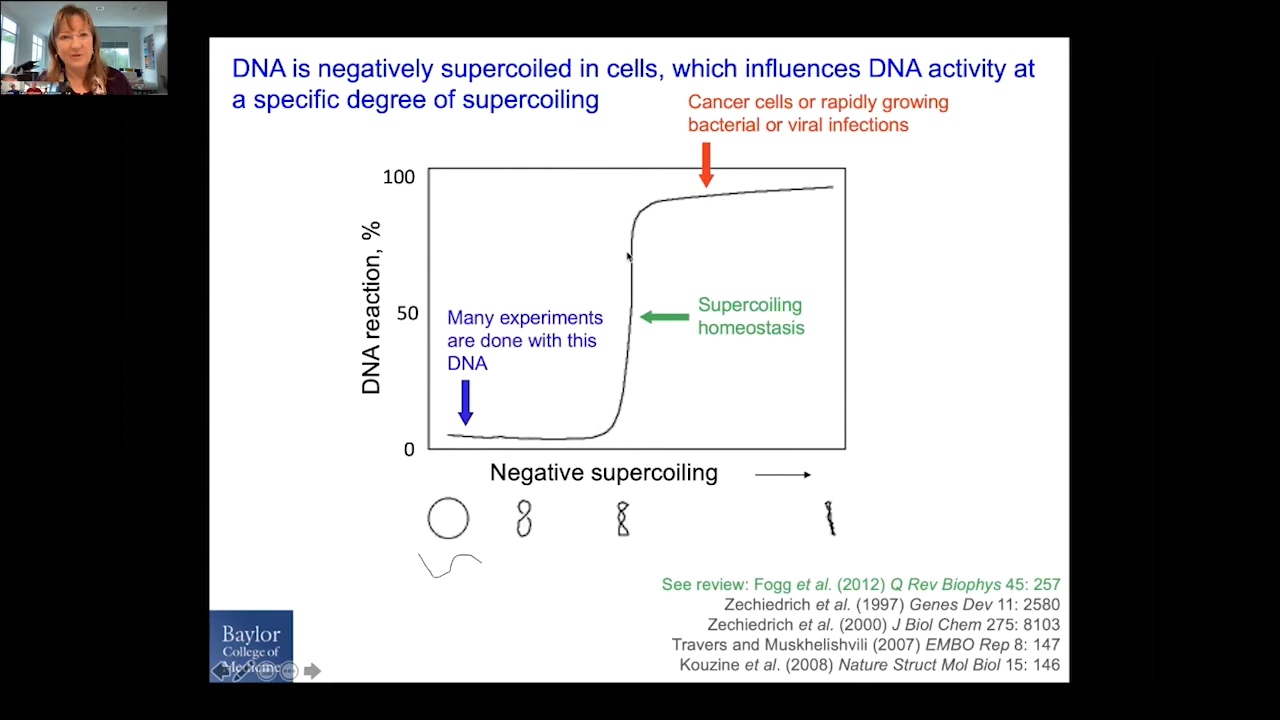 DNA is negatively supercoiled in cells, which influences DNA activity at
a specific degree of supercoiling
Cancer cells or rapidly growing
bacterial or viral infections
100
50
0
DNA reaction, %
Many experiments
are done with this
DNA
Supercoiling
homeostasis
Negative supercoiling
See review: Fogg et al. (2012) Q Rev Biophys 45: 257
Zechiedrich et al. (1997) Genes Dev 11: 2580
Zechiedrich et al. (2000) J Biol Chem 275: 8103
Travers and Muskhelishvili (2007) EMBO Rep 8: 147
Kouzine et al. (2008) Nature Struct Mol Biol 15: 146
Baylor
College of
Medicine